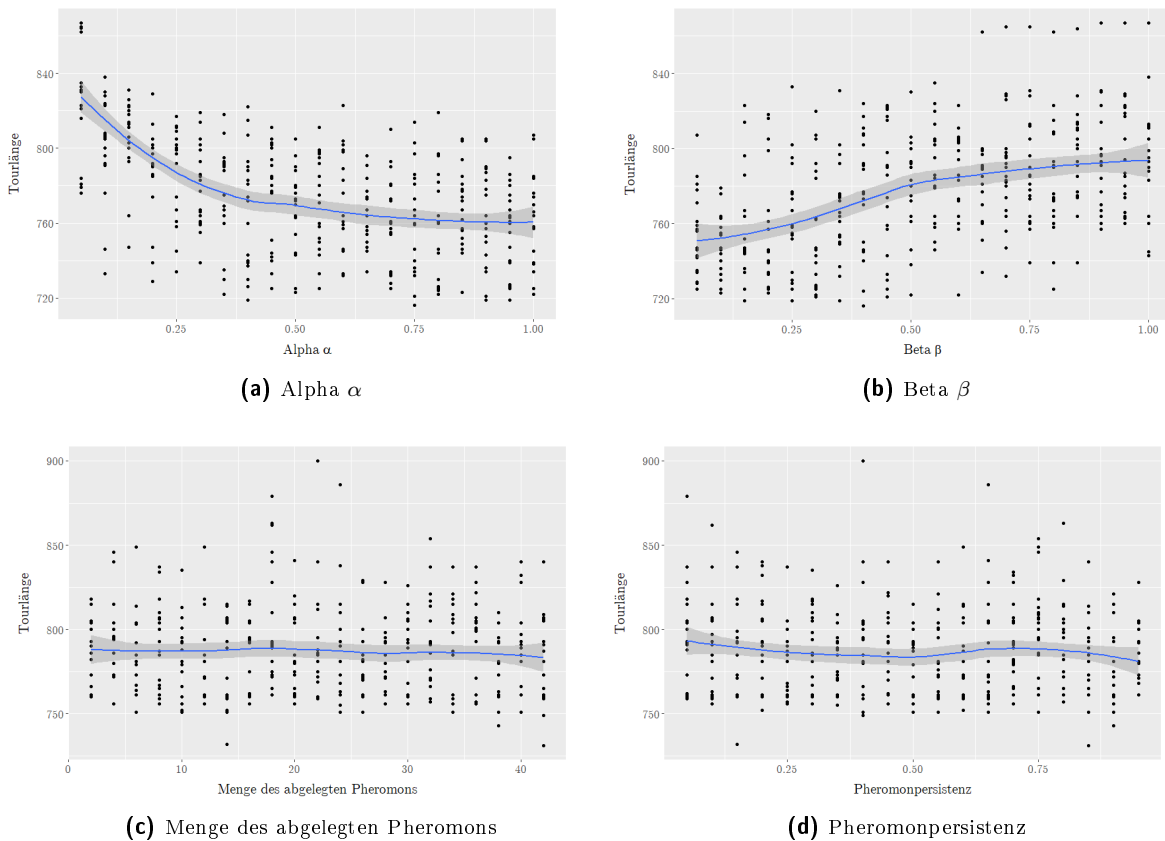 840
800
760
720
Tourlänge
0.25 0.50 0.75 1.00
Alpha α
(a) Alpha α
840
800
760
720
Tourlänge
0.25 0.50 0.75 1.00
Beta β
(b) Beta β
900
850
800
750
Tourlänge
0 10 20 30 40
Menge des abgelegten Pheromons
(c) Menge des abgelegten Pheromons
900
850
800
750
Tourlänge
0.25 0.50 0.75
Pheromonpersistenz
(d) Pheromonpersistenz